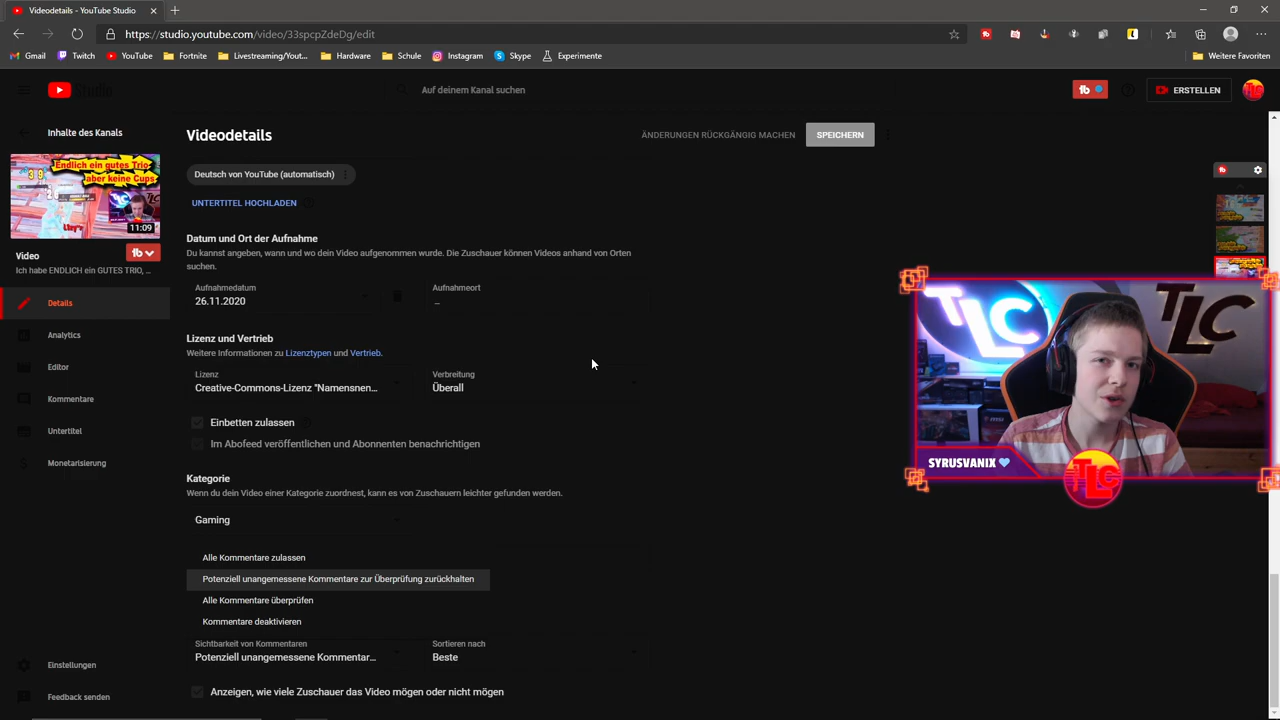 Videodetails - YouTube Studio
https://studio.youtube.com/video/33spcpZdeDg/edit
Gmail
Twitch
YouTube
Fortnite
Livestreaming/Yout...
Hardware
Schule
Instagram
Skype
Experimente
Weitere Favoriten
Studio
Auf deinem Kanal suchen
tb
ERSTELLEN
TLC
Inhalte des Kanals
Videodetails
ÄNDERUNGEN RÜCKGÄNGIG MACHEN
SPEICHERN
Endlich ein gutes Trio
aber keine Cups
11:09
Video
tb
Ich habe ENDLICH ein GUTES TRIO, ...
Details
Analytics
Editor
Kommentare
Untertitel
Monetarisierung
Einstellungen
Feedback senden
Deutsch von YouTube (automatisch)
UNTERTITEL HOCHLADEN
Datum und Ort der Aufnahme
Du kannst angeben, wann und wo dein Video aufgenommen wurde. Die Zuschauer können Videos anhand von Orten
suchen.
Aufnahmedatum
26.11.2020
Aufnahmeort
–
Lizenz und Vertrieb
Weitere Informationen zu Lizenztypen und Vertrieb.
Lizenz
Creative-Commons-Lizenz "Namensnen...
Verbreitung
Überall
Einbetten zulassen
Im Abofeed veröffentlichen und Abonnenten benachrichtigen
Kategorie
Wenn du dein Video einer Kategorie zuordnest, kann es von Zuschauern leichter gefunden werden.
Gaming
Alle Kommentare zulassen
Potenziell unangemessene Kommentare zur Überprüfung zurückhalten
Alle Kommentare überprüfen
Kommentare deaktivieren
Sichtbarkeit von Kommentaren
Potenziell unangemessene Kommentar...
Sortieren nach
Beste
Anzeigen, wie viele Zuschauer das Video mögen oder nicht mögen
TLC
TLC
SYRUSVANIX
TLC